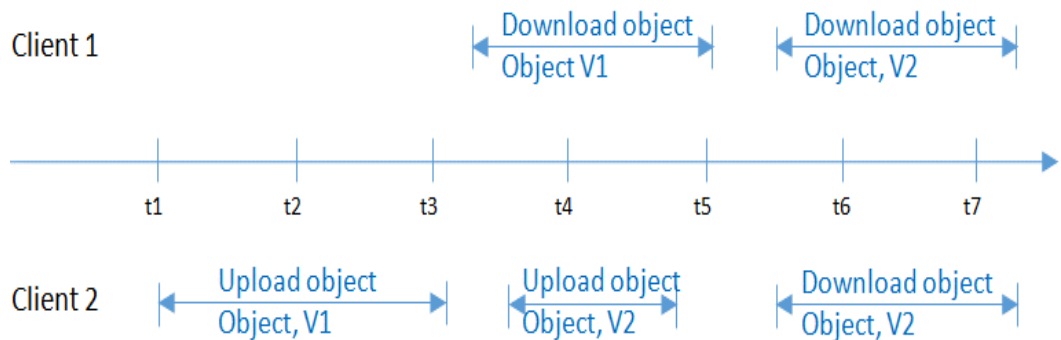 Client 1
Download object
Object V1
Download object
Object, V2
t1 t2 t3 t4 t5 t6 t7
Client 2
Upload object
Object, V1
Upload object
Object, V2
Download object
Object, V2